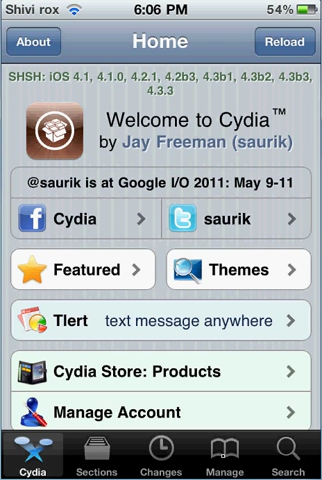 Shivi rox 6:06 PM 54%
About Home Reload
SHSH: iOS 4.1, 4.1.0, 4.2.1, 4.2b3, 4.3b1, 4.3b2, 4.3b3,
4.3.3
Welcome to Cydia™
by Jay Freeman (saurik)
@saurik is at Google I/O 2011: May 9-11
Cydia saurik
Featured Themes
Tlert text message anywhere
Cydia Store: Products
Manage Account
Cydia Sections Changes Manage Search